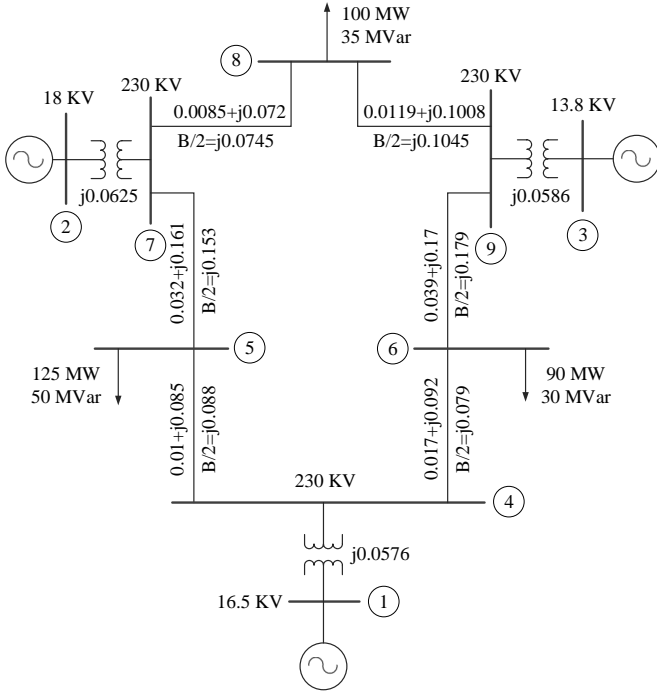 100 MW
35 MVar
8
18 KV
230 KV
0.0085+j0.072
B/2=j0.0745
0.0119+j0.1008
B/2=j0.1045
230 KV
13.8 KV
j0.0625
j0.0586
2
7
9
3
0.032+j0.161
B/2=j0.153
0.039+j0.17
B/2=j0.179
5
6
125 MW
50 MVar
90 MW
30 MVar
0.01+j0.085
B/2=j0.088
0.017+j0.092
B/2=j0.079
230 KV
4
j0.0576
16.5 KV
1